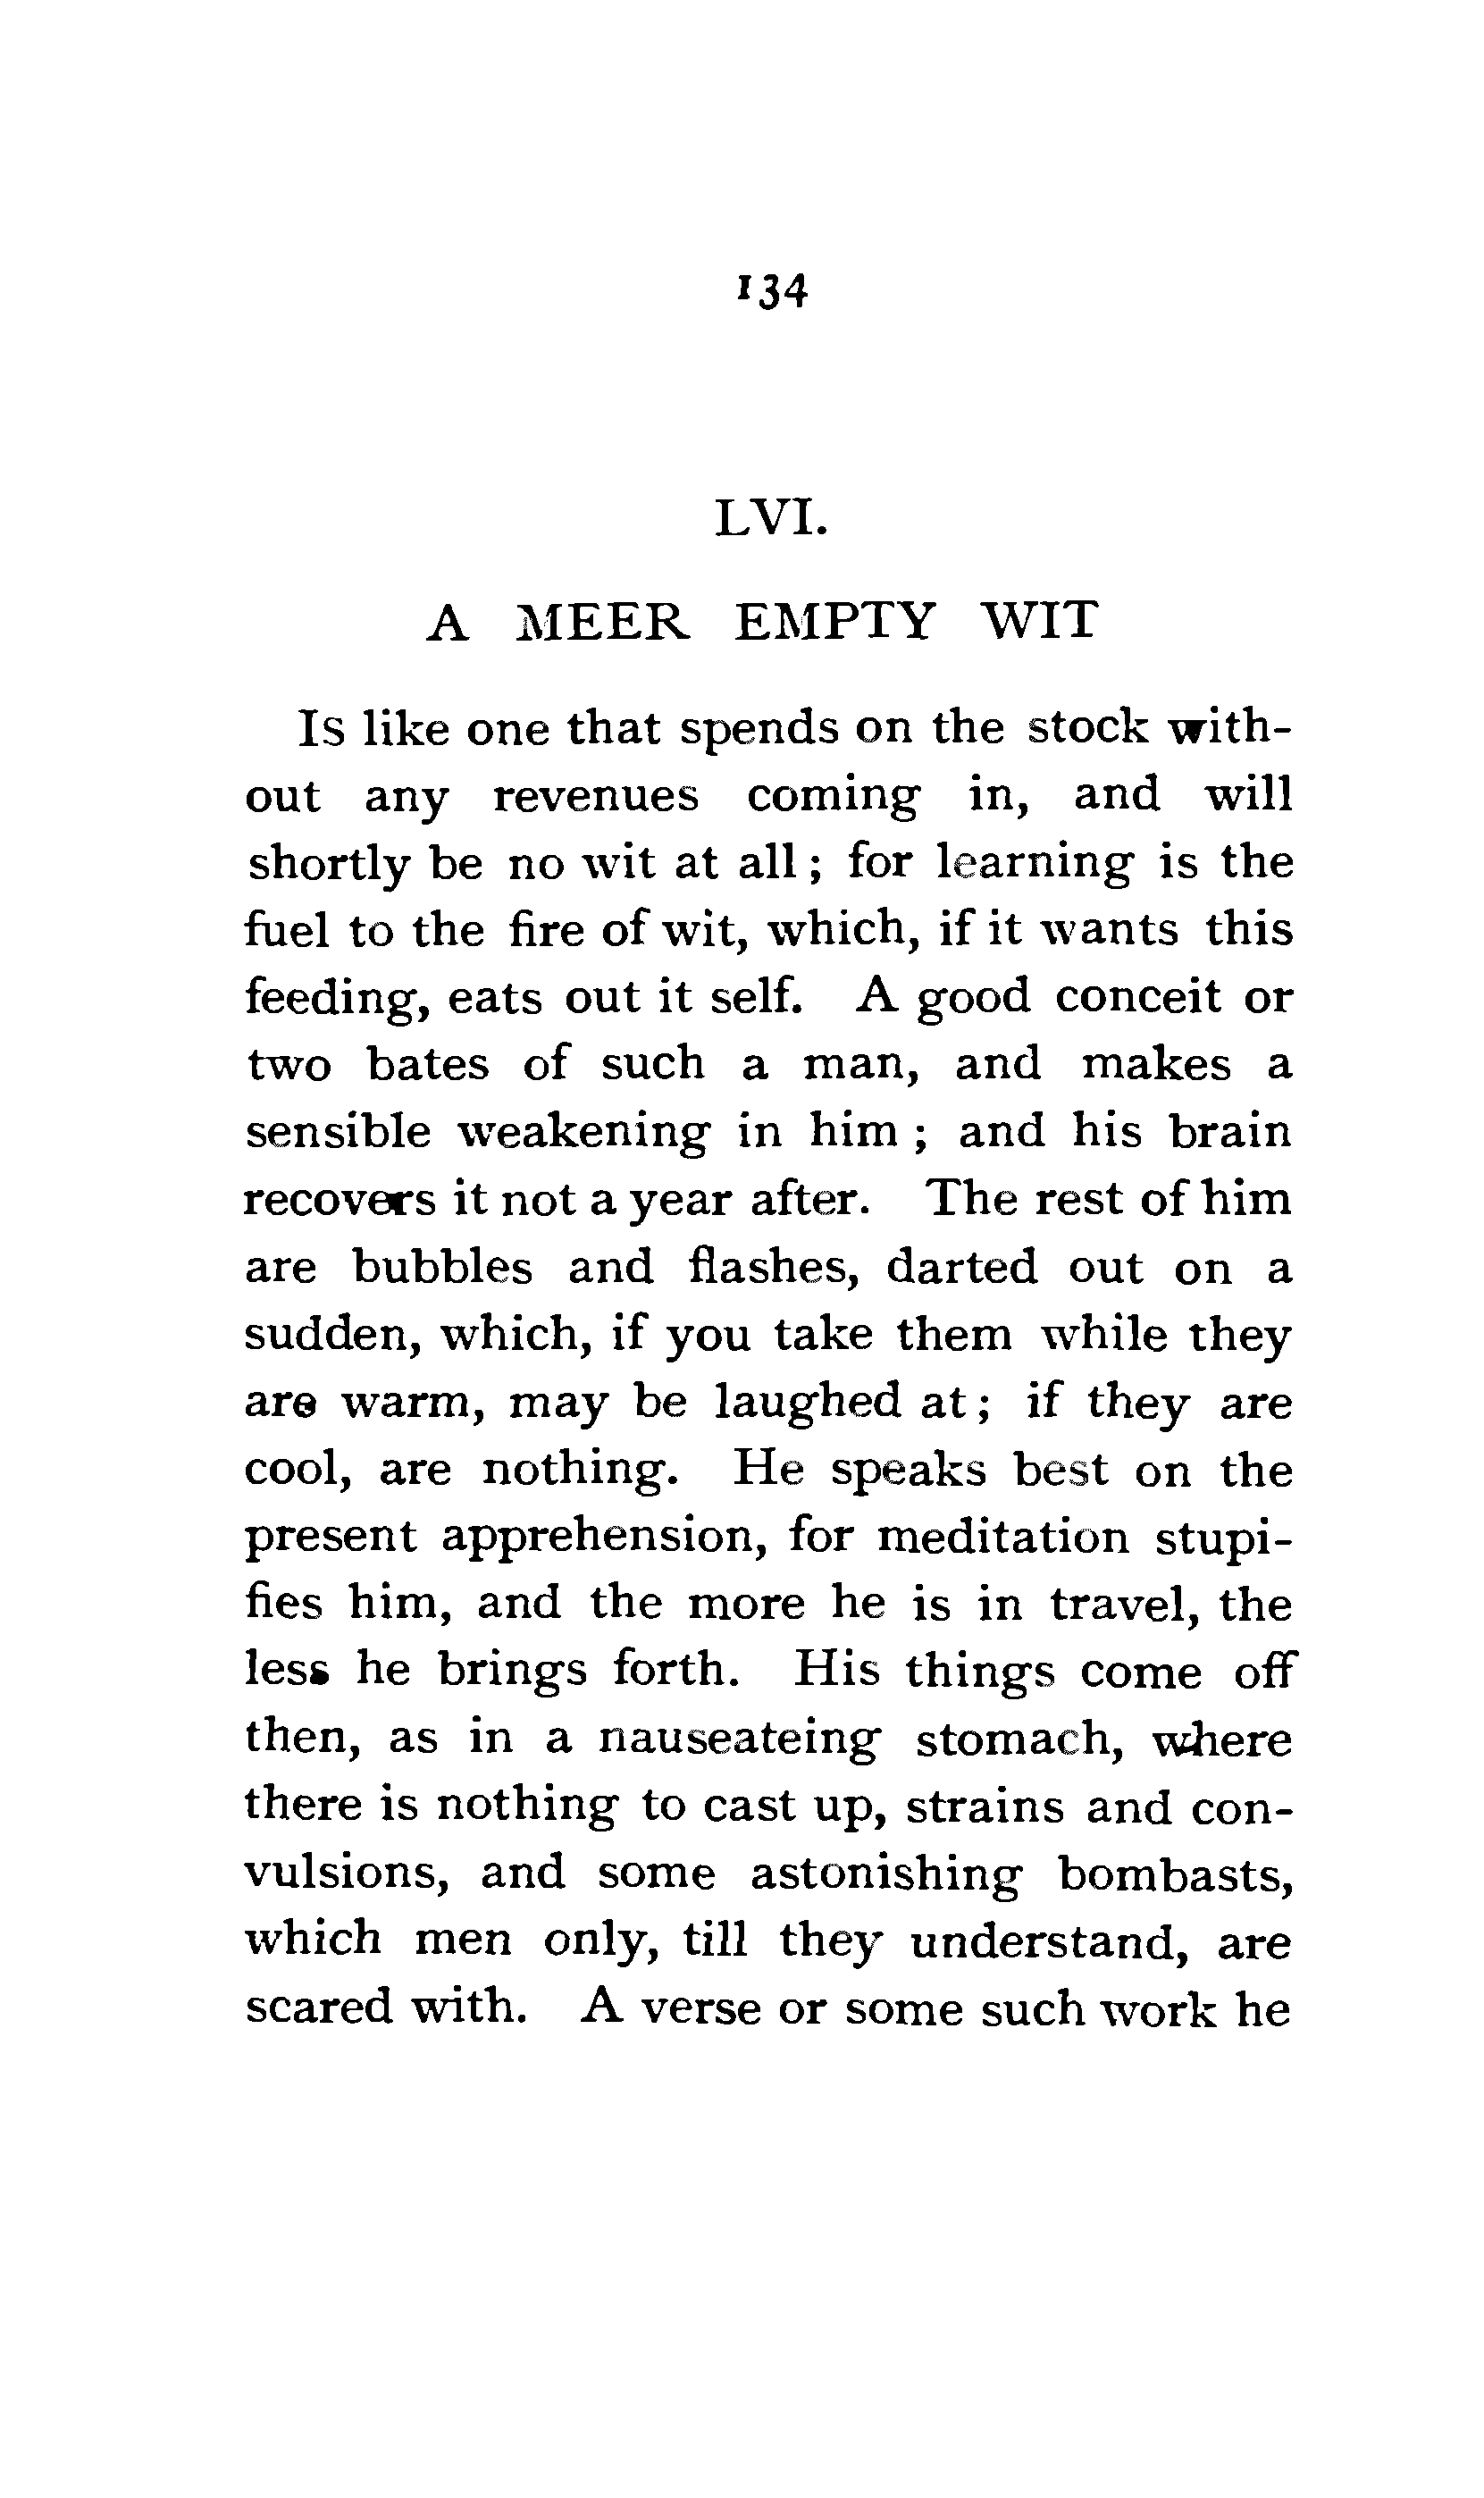 134
LVI.
A MEER EMPTY WIT
Is like one that spends on the stock with-
out any revenues coming in, and will
shortly be no wit at all ; for learning is the
fuel to the fire of wit, which, if it wants this
feeding, eats out it self. A good conceit or
two bates of such a man, and makes a
sensible weakening in him ; and his brain
recovers it not a year after. The rest of him
are bubbles and flashes, darted out on a
sudden, which, if you take them while they
are warm, may be laughed at ; if they are
cool, are nothing. He speaks best on the
present apprehension, for meditation stupi-
fies him, and the more he is in travel, the
less he brings forth. His things come off
then, as in a nauseateing stomach, where
there is nothing to cast up, strains and con-
vulsions, and some astonishing bombasts,
which men only, till they understand, are
scared with. A verse or some such work he